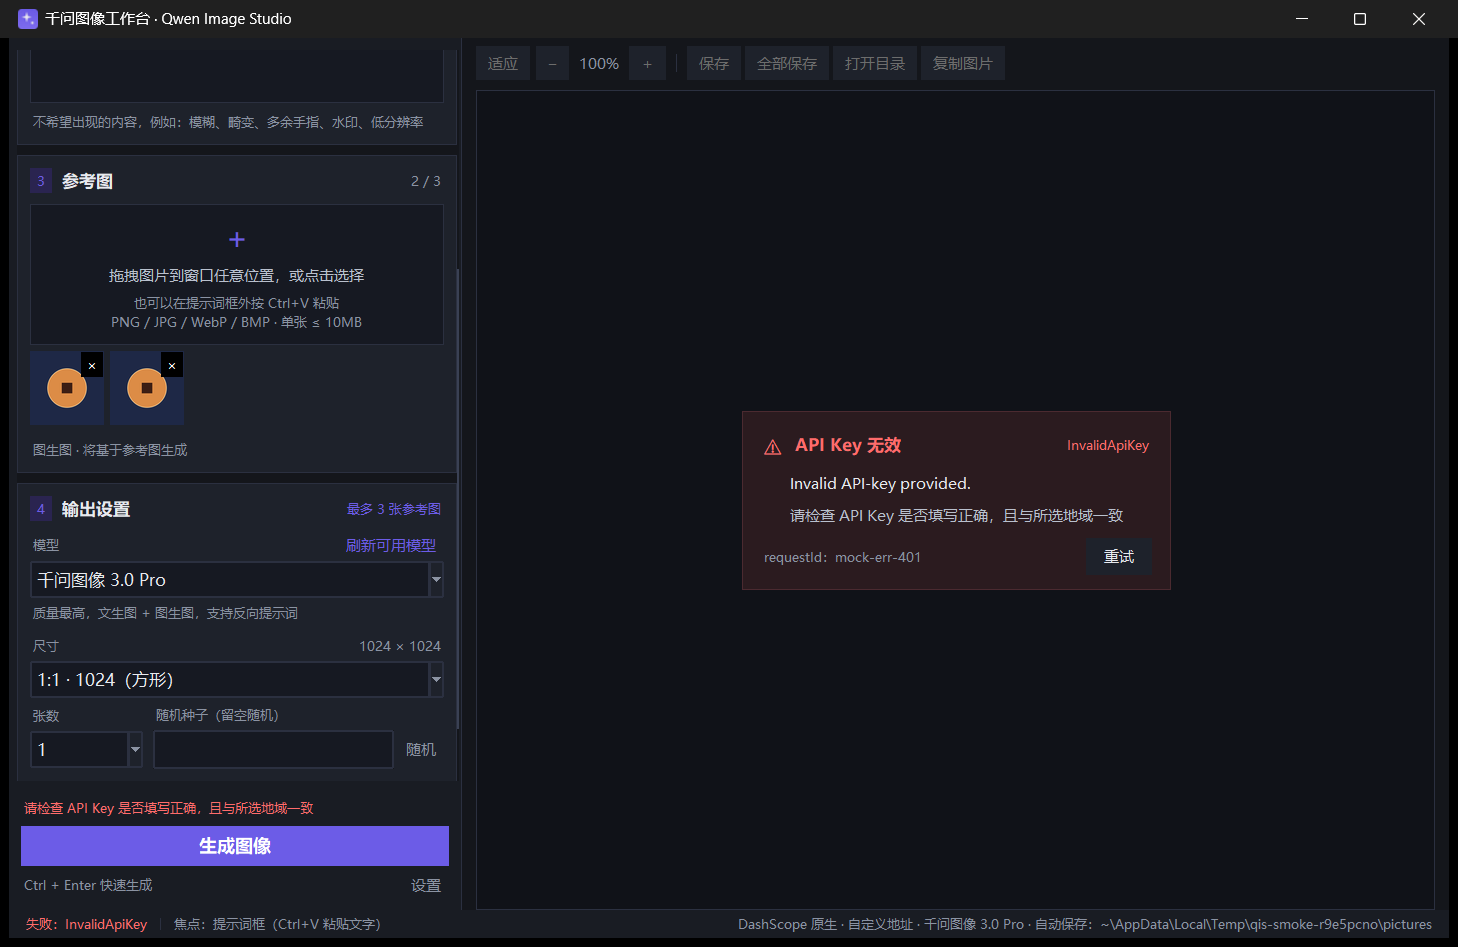 千问图像工作台 · Qwen Image Studio
适应
−
100%
+
保存
全部保存
打开目录
复制图片
不希望出现的内容，例如：模糊、畸变、多余手指、水印、低分辨率
3 参考图 2 / 3
+
拖拽图片到窗口任意位置，或点击选择
也可以在提示词框外按 Ctrl+V 粘贴
PNG / JPG / WebP / BMP · 单张 ≤ 10MB
× ×
图生图 · 将基于参考图生成
4 输出设置 最多 3 张参考图
模型 刷新可用模型
千问图像 3.0 Pro
质量最高，文生图 + 图生图，支持反向提示词
尺寸 1024 × 1024
1:1 · 1024（方形）
张数 随机种子（留空随机）
1 随机
请检查 API Key 是否填写正确，且与所选地域一致
生成图像
Ctrl + Enter 快速生成 设置
API Key 无效 InvalidApiKey
Invalid API-key provided.
请检查 API Key 是否填写正确，且与所选地域一致
requestId：mock-err-401 重试
失败：InvalidApiKey 焦点：提示词框（Ctrl+V 粘贴文字）
DashScope 原生 · 自定义地址 · 千问图像 3.0 Pro · 自动保存：~\AppData\Local\Temp\qis-smoke-r9e5pcno\pictures